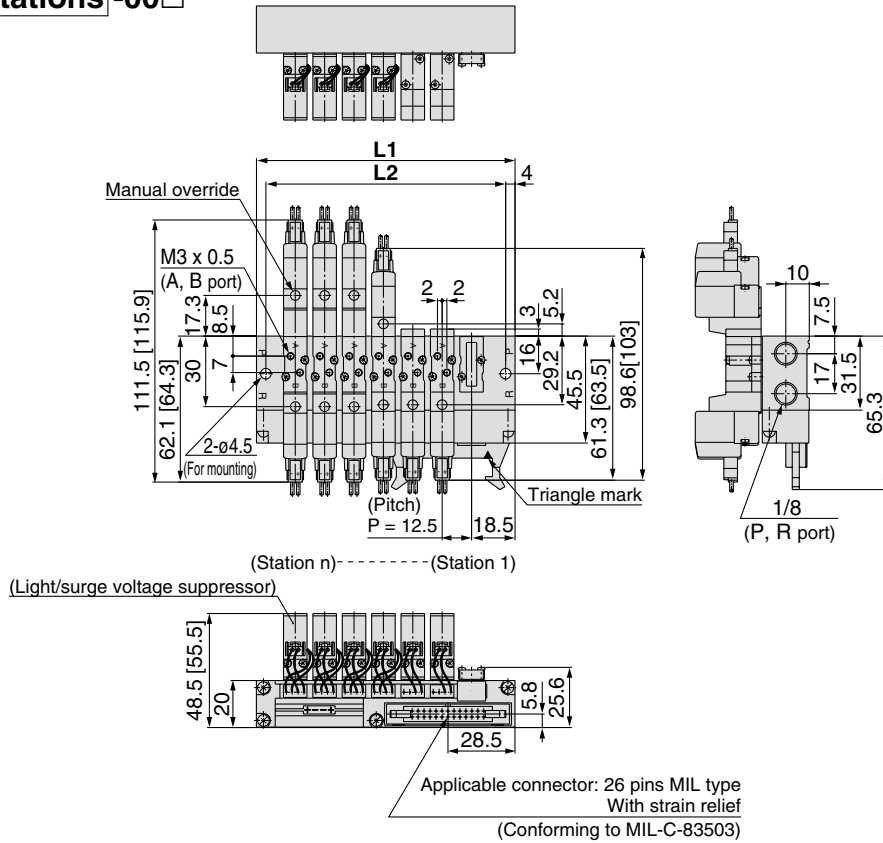 -00□
L1
L2
4
Manual override
M3 x 0.5
(A, B port)
111.5 [115.9]
62.1 [64.3]
17.3
8.5
30
7
2-ø4.5
(For mounting)
2
2
3
5.2
16
29.2
45.5
61.3 [63.5]
98.6[103]
P
R
P
R
A
A
A
A
A
A
B
B
B
B
B
B
Triangle mark
(Pitch)
P = 12.5
18.5
(Station n)--------(Station 1)
10
7.5
17
31.5
65.3
1/8
(P, R port)
(Light/surge voltage suppressor)
48.5 [55.5]
20
5.8
25.6
28.5
Applicable connector: 26 pins MIL type
With strain relief
(Conforming to MIL-C-83503)